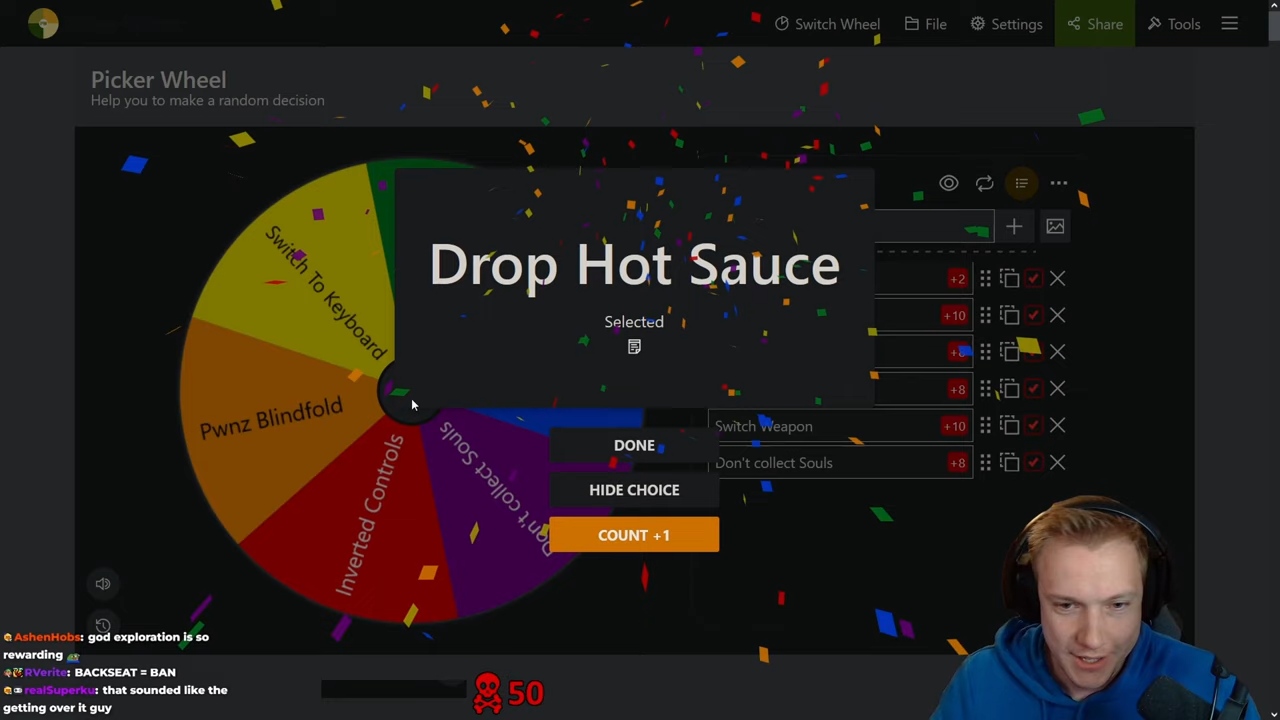 Switch Wheel
File
Settings
Share
Tools
Picker Wheel
Help you to make a random decision
Switch To Keyboard
Pwnz Blindfold
Inverted Controls
Don't collect Souls
Drop Hot Sauce
Selected
DONE
HIDE CHOICE
COUNT +1
+2
+10
+8
+8
Switch Weapon
+10
Don't collect Souls
+8
AshenHobs: god exploration is so
rewarding
RVerite: BACKSEAT = BAN
realSuperku: that sounded like the
getting over it guy
50